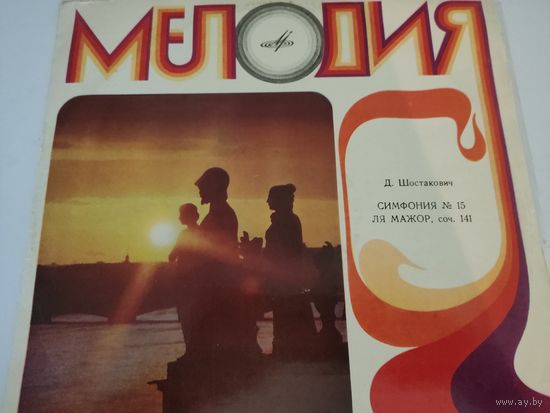 МЕЛОДИЯ
Д. Шостакович
СИМФОНИЯ № 15
ЛЯ МАЖОР, соч. 141
www.ay.by